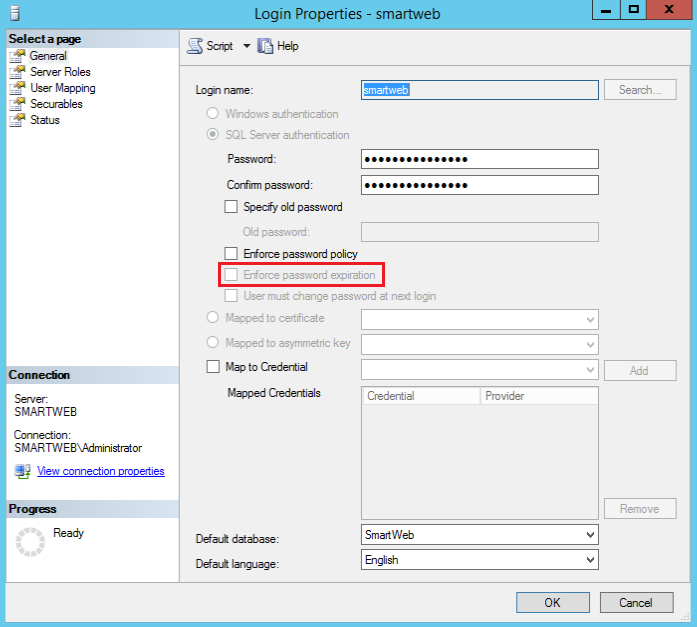 Login Properties - smartweb
Select a page
General
Server Roles
User Mapping
Securables
Status
Script
Help
Login name:
smartweb
Search...
Windows authentication
SQL Server authentication
Password:
●●●●●●●●●●●●●●●
Confirm password:
●●●●●●●●●●●●●●●
Specify old password
Old password:
Enforce password policy
Enforce password expiration
User must change password at next login
Mapped to certificate
Mapped to asymmetric key
Map to Credential
Add
Mapped Credentials
Credential
Provider
Remove
Default database:
SmartWeb
Default language:
English
Connection
Server:
SMARTWEB
Connection:
SMARTWEB\Administrator
View connection properties
Progress
Ready
OK
Cancel